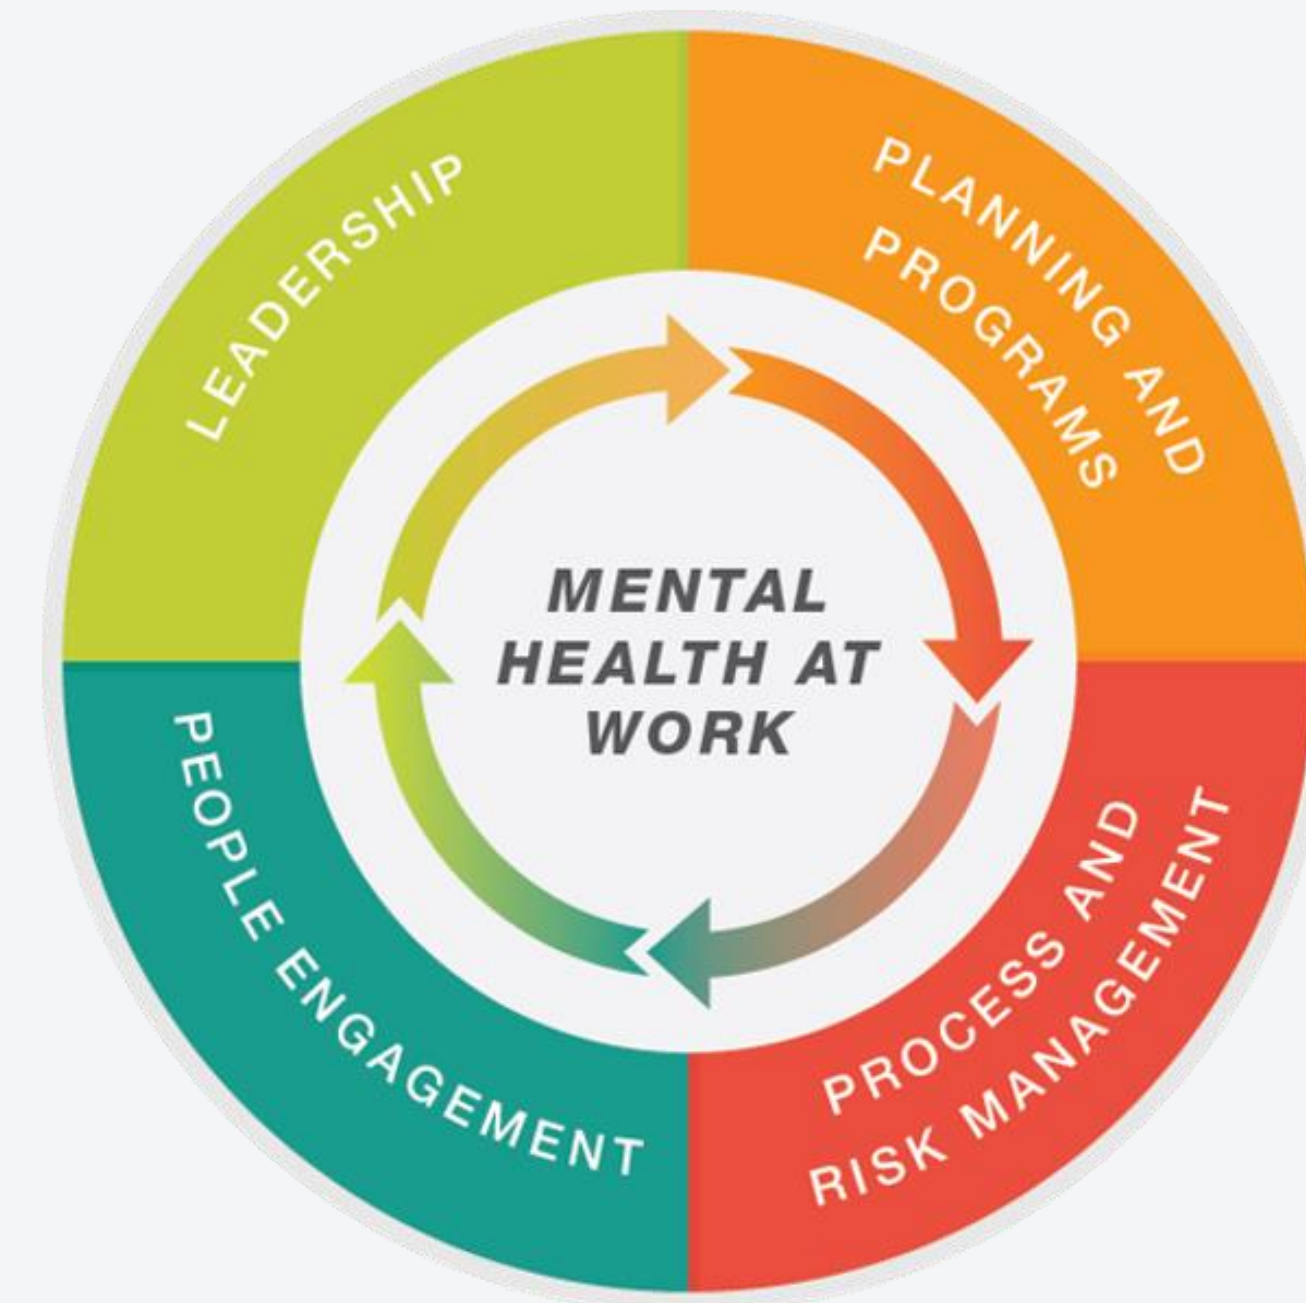 LEADERSHIP
PLANNING AND
PROGRAMS
MENTAL
HEALTH AT
WORK
PEOPLE ENGAGEMENT
PROCESS AND
RISK MANAGEMENT